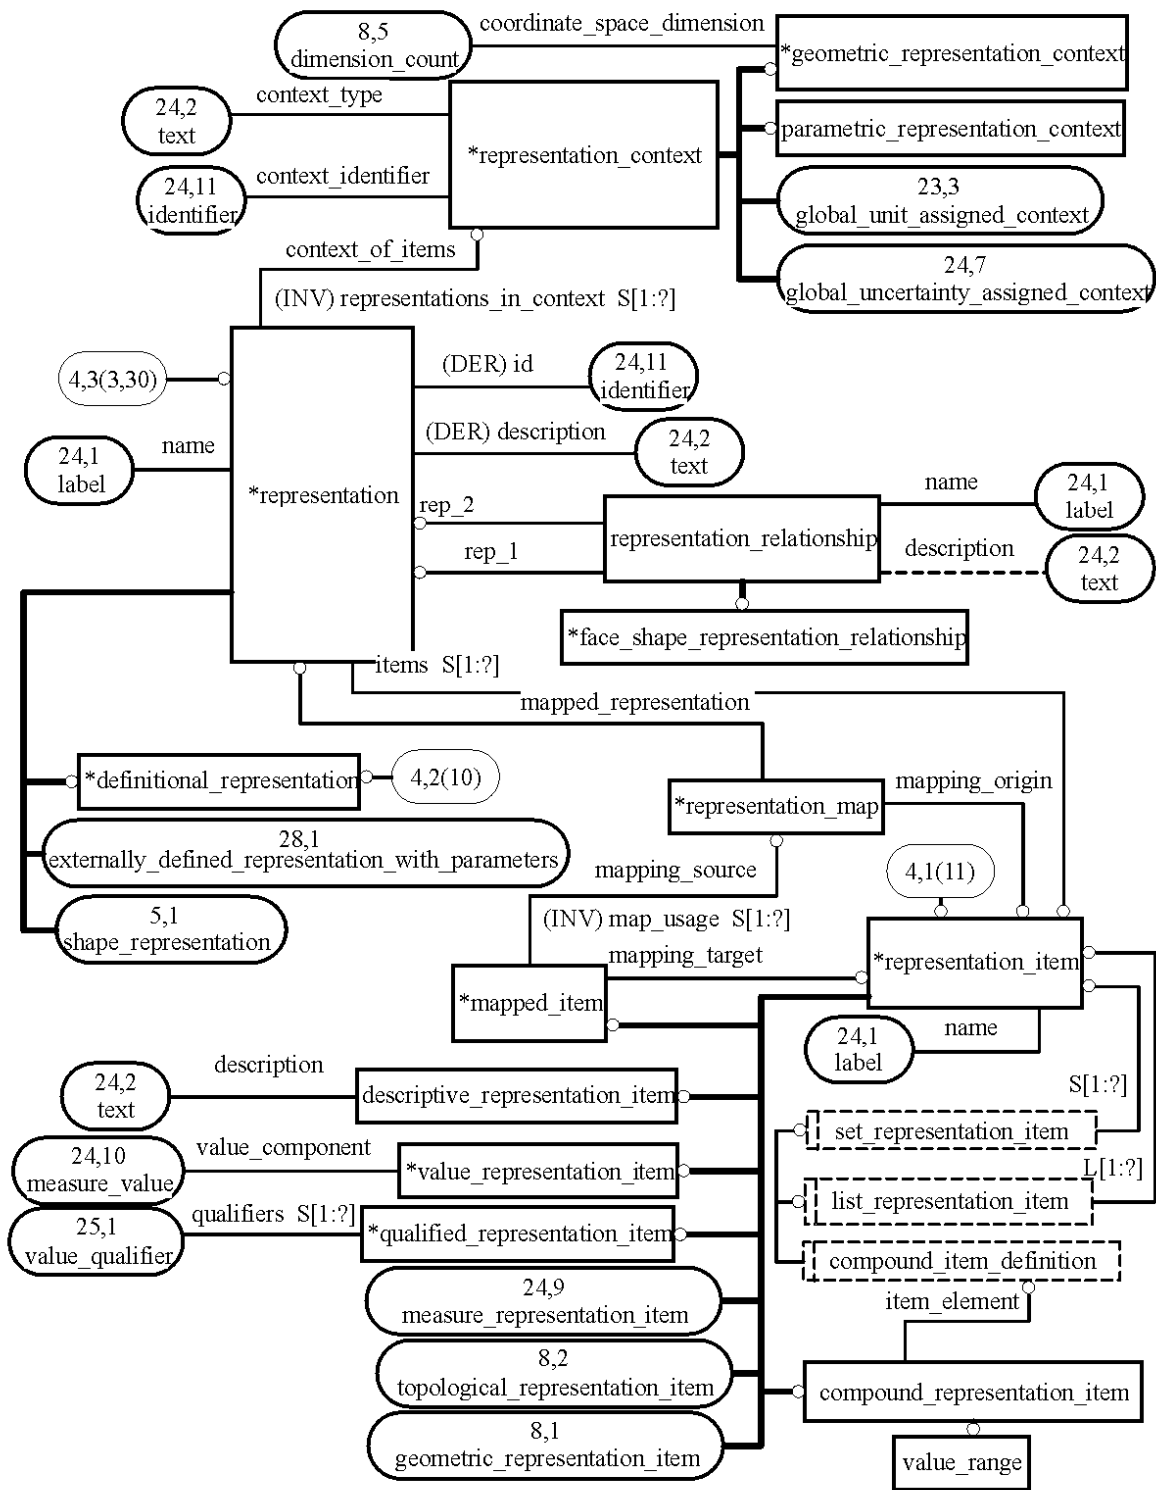 8,5
dimension_count
coordinate_space_dimension
*geometric_representation_context
24,2
text
context_type
*representation_context
parametric_representation_context
24,11
identifier
context_identifier
23,3
global_unit_assigned_context
24,7
global_uncertainty_assigned_context
context_of_items
(INV) representations_in_context S[1:?]
4,3(3,30)
(DER) id
24,11
identifier
name
24,1
label
(DER) description
24,2
text
*representation
rep_2
rep_1
representation_relationship
name
24,1
label
description
24,2
text
*face_shape_representation_relationship
items S[1:?]
mapped_representation
*definitional_representation
4,2(10)
*representation_map
mapping_origin
28,1
externally_defined_representation_with_parameters
mapping_source
4,1(11)
5,1
shape_representation
(INV) map_usage S[1:?]
mapping_target
*representation_item
*mapped_item
24,1
label
name
description
24,2
text
descriptive_representation_item
S[1:?]
set_representation_item
24,10
measure_value
value_component
*value_representation_item
L[1:?]
list_representation_item
25,1
value_qualifier
qualifiers S[1:?]
*qualified_representation_item
compound_item_definition
24,9
measure_representation_item
item_element
8,2
topological_representation_item
compound_representation_item
8,1
geometric_representation_item
value_range